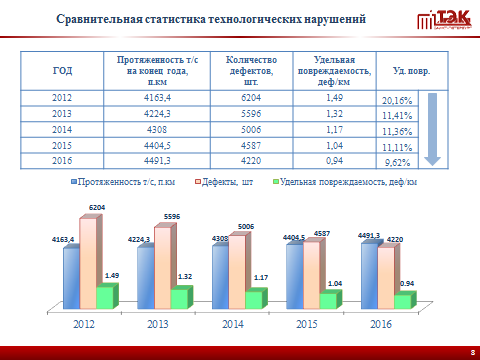 Сравнительная статистика технологических нарушений
ТЭК
ГОД
Протяженность т/с
на конец года,
п.км
Количество
дефектов,
шт.
Удельная
повреждаемость,
деф/км
Уд. повр.
2012 4163,4 6204 1,49 20,16%
2013 4224,3 5596 1,32 11,41%
2014 4308 5006 1,17 11,36%
2015 4404,5 4587 1,04 11,11%
2016 4491,3 4220 0,94 9,62%
Протяженность т/с, п.км Дефекты, шт Удельная повреждаемость, деф/км
4163,4 6204 1.49
4224,3 5596 1.32
4308 5006 1.17
4404,5 4587 1.04
4491,3 4220 0.94
2012 2013 2014 2015 2016
8